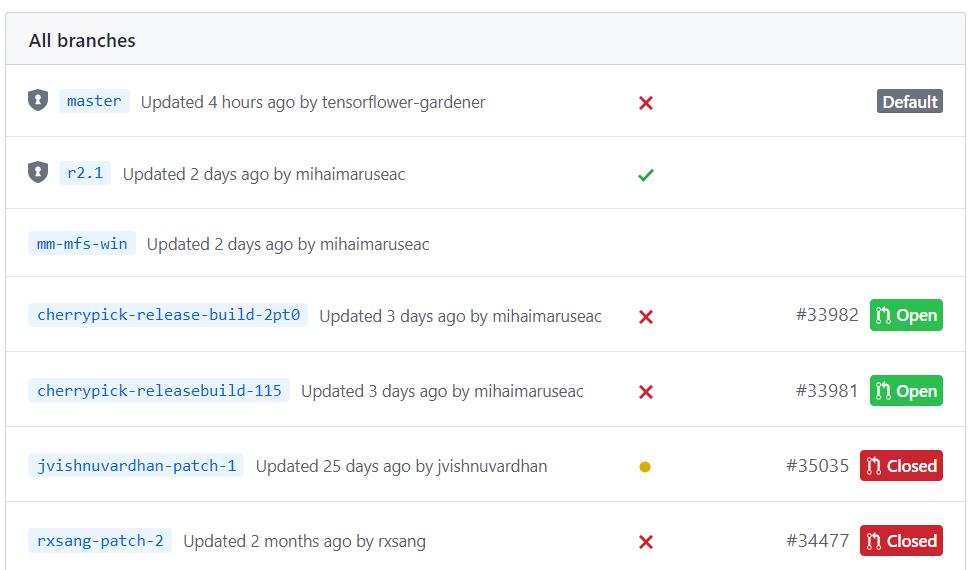 All branches
master Updated 4 hours ago by tensorflower-gardener Default
r2.1 Updated 2 days ago by mihaimaruseac
mm-mfs-win Updated 2 days ago by mihaimaruseac
cherrypick-release-build-2pt0 Updated 3 days ago by mihaimaruseac #33982 Open
cherrypick-releasebuild-115 Updated 3 days ago by mihaimaruseac #33981 Open
jvishnuvardhan-patch-1 Updated 25 days ago by jvishnuvardhan #35035 Closed
rxsang-patch-2 Updated 2 months ago by rxsang #34477 Closed